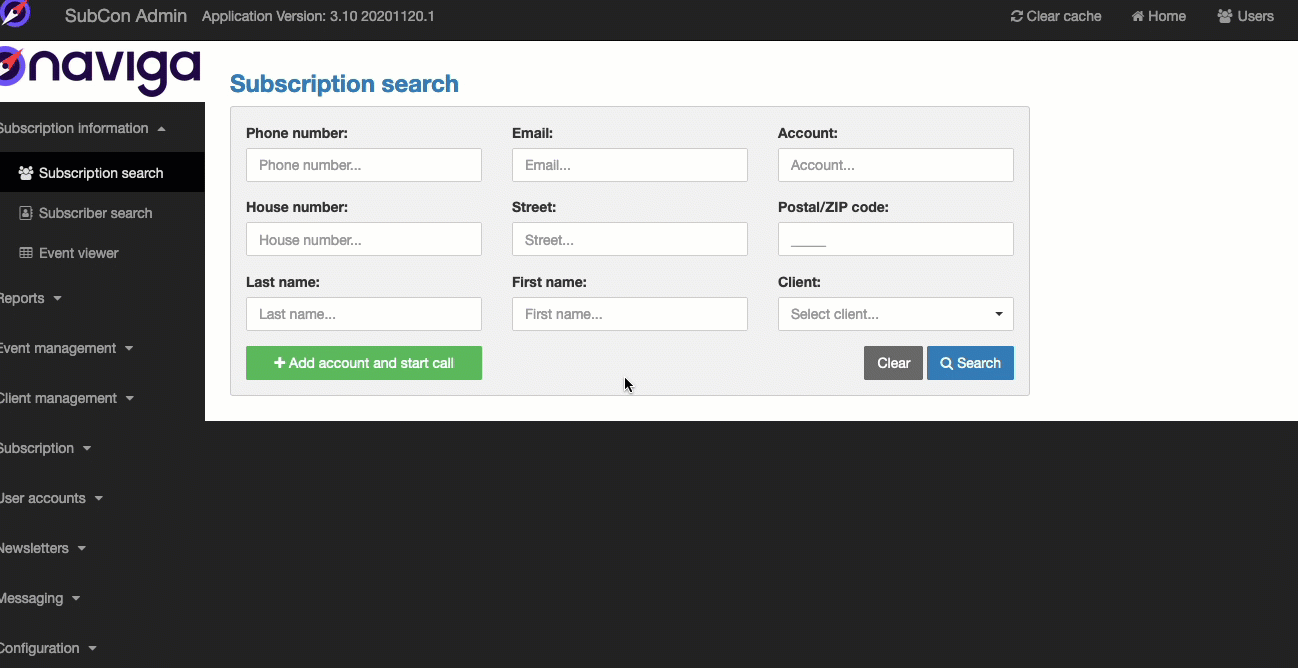 SubCon Admin Application Version: 3.10 20201120.1 Clear cache Home Users
naviga
Subscription search
Subscription information
Subscription search
Subscriber search
Event viewer
Reports
Event management
Client management
Subscription
User accounts
Newsletters
Messaging
Configuration
Phone number: Email: Account:
Phone number... Email... Account...
House number: Street: Postal/ZIP code:
House number... Street... _____
Last name: First name: Client:
Last name... First name... Select client...
Add account and start call Clear Search